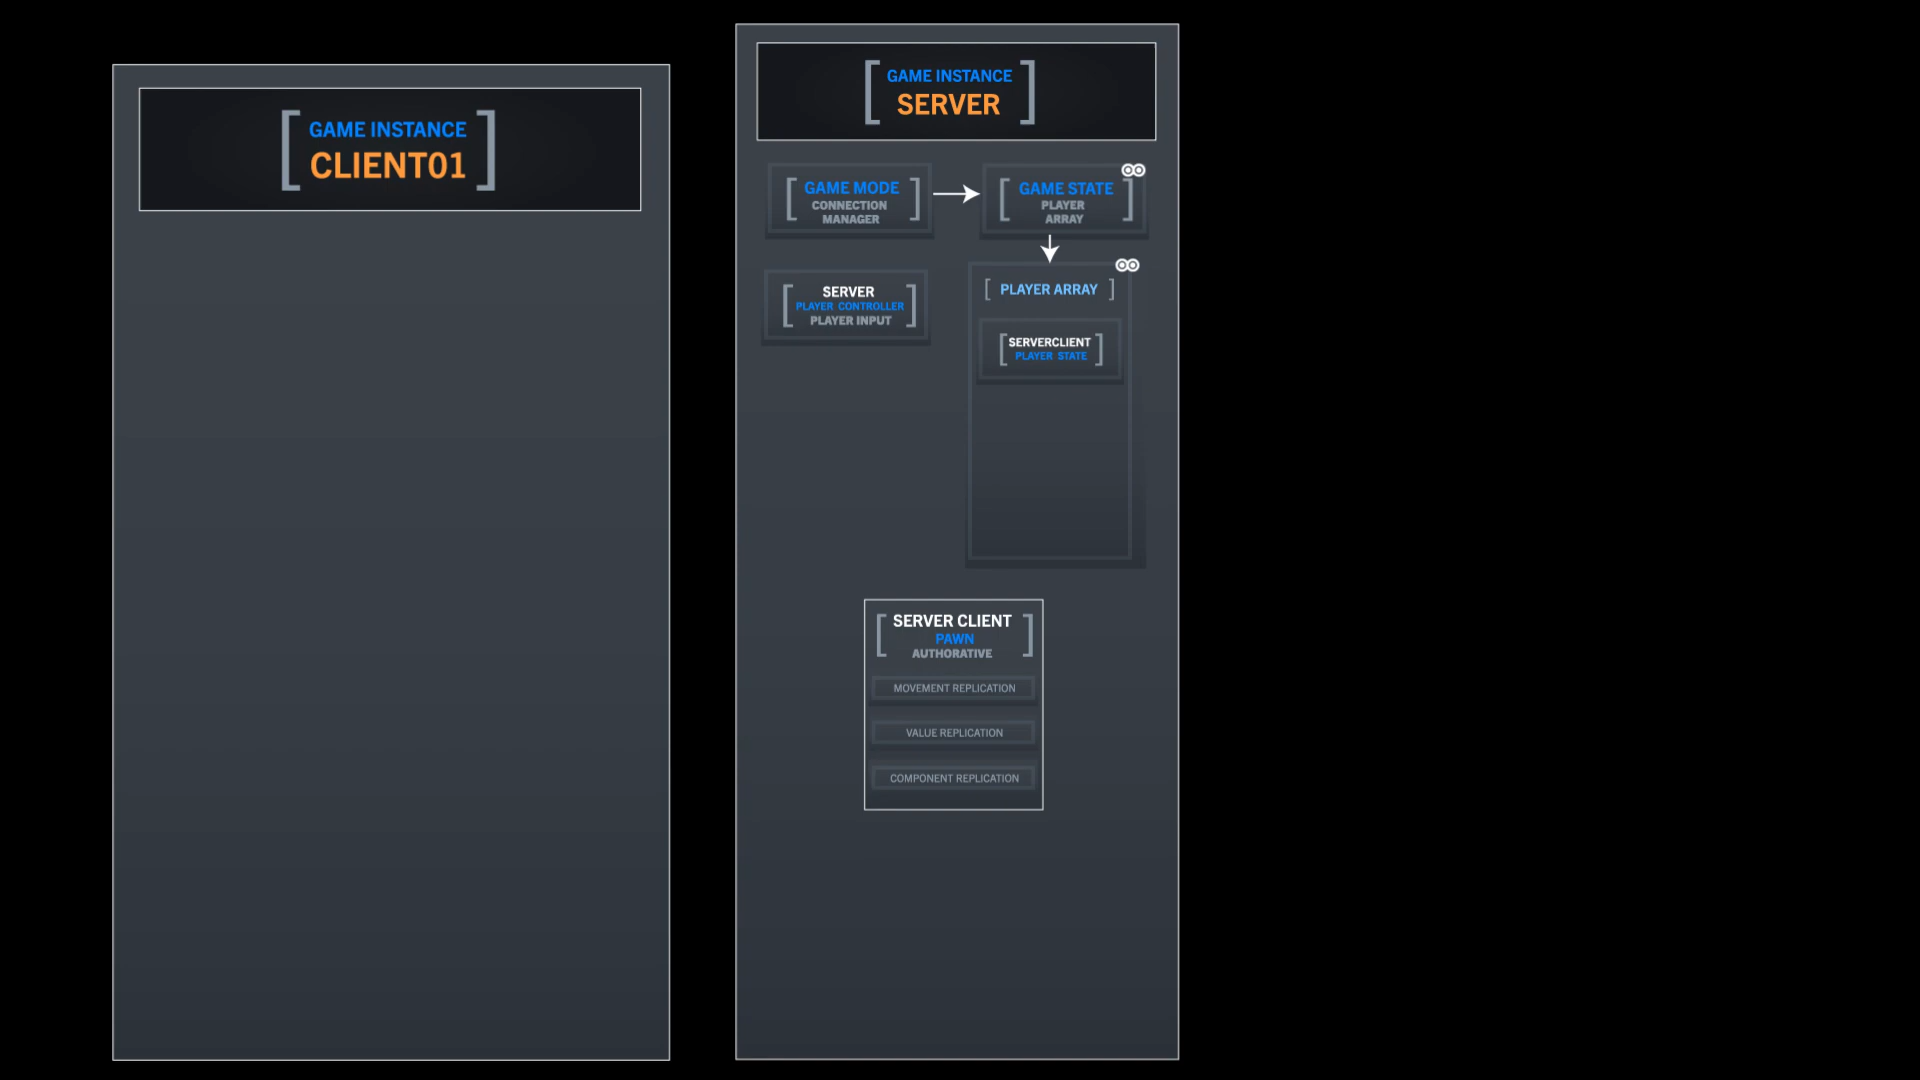 GAME INSTANCE
CLIENT01
GAME INSTANCE
SERVER
GAME MODE
CONNECTION
MANAGER
GAME STATE
PLAYER
ARRAY
SERVER
PLAYER CONTROLLER
PLAYER INPUT
PLAYER ARRAY
SERVERCLIENT
PLAYER STATE
SERVER CLIENT
PAWN
AUTHORATIVE
MOVEMENT REPLICATION
VALUE REPLICATION
COMPONENT REPLICATION